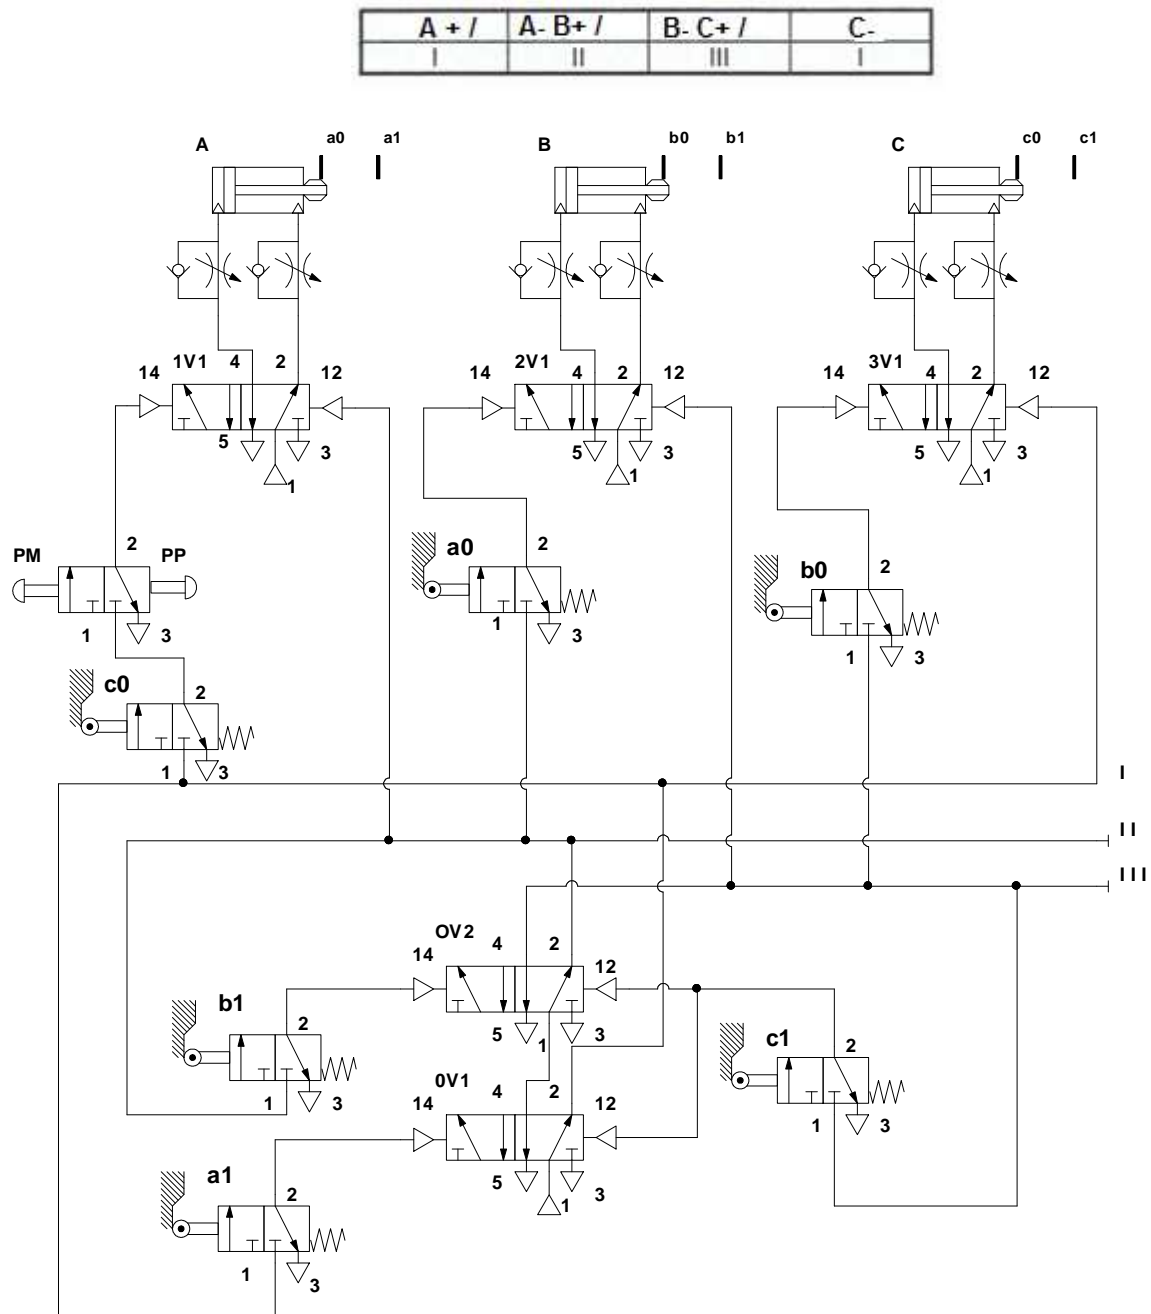 A + / A- B+ / B- C+ / C-
I II III I
A a0 a1 B b0 b1 C c0 c1
1V1 4 2 2V1 4 2 3V1 4 2
14 12 14 12 14 12
5 3 5 3 5 3
1 1 1
PM 2 PP a0 2
b0 2
1 3 1 3
1 3
c0 2
1 3
I
II
III
OV2 4 2
14 12
b1 2
5 1 3
c1 2
1 3
0V1 4 2
14 12
1 3
a1 2
5 3
1
1 3